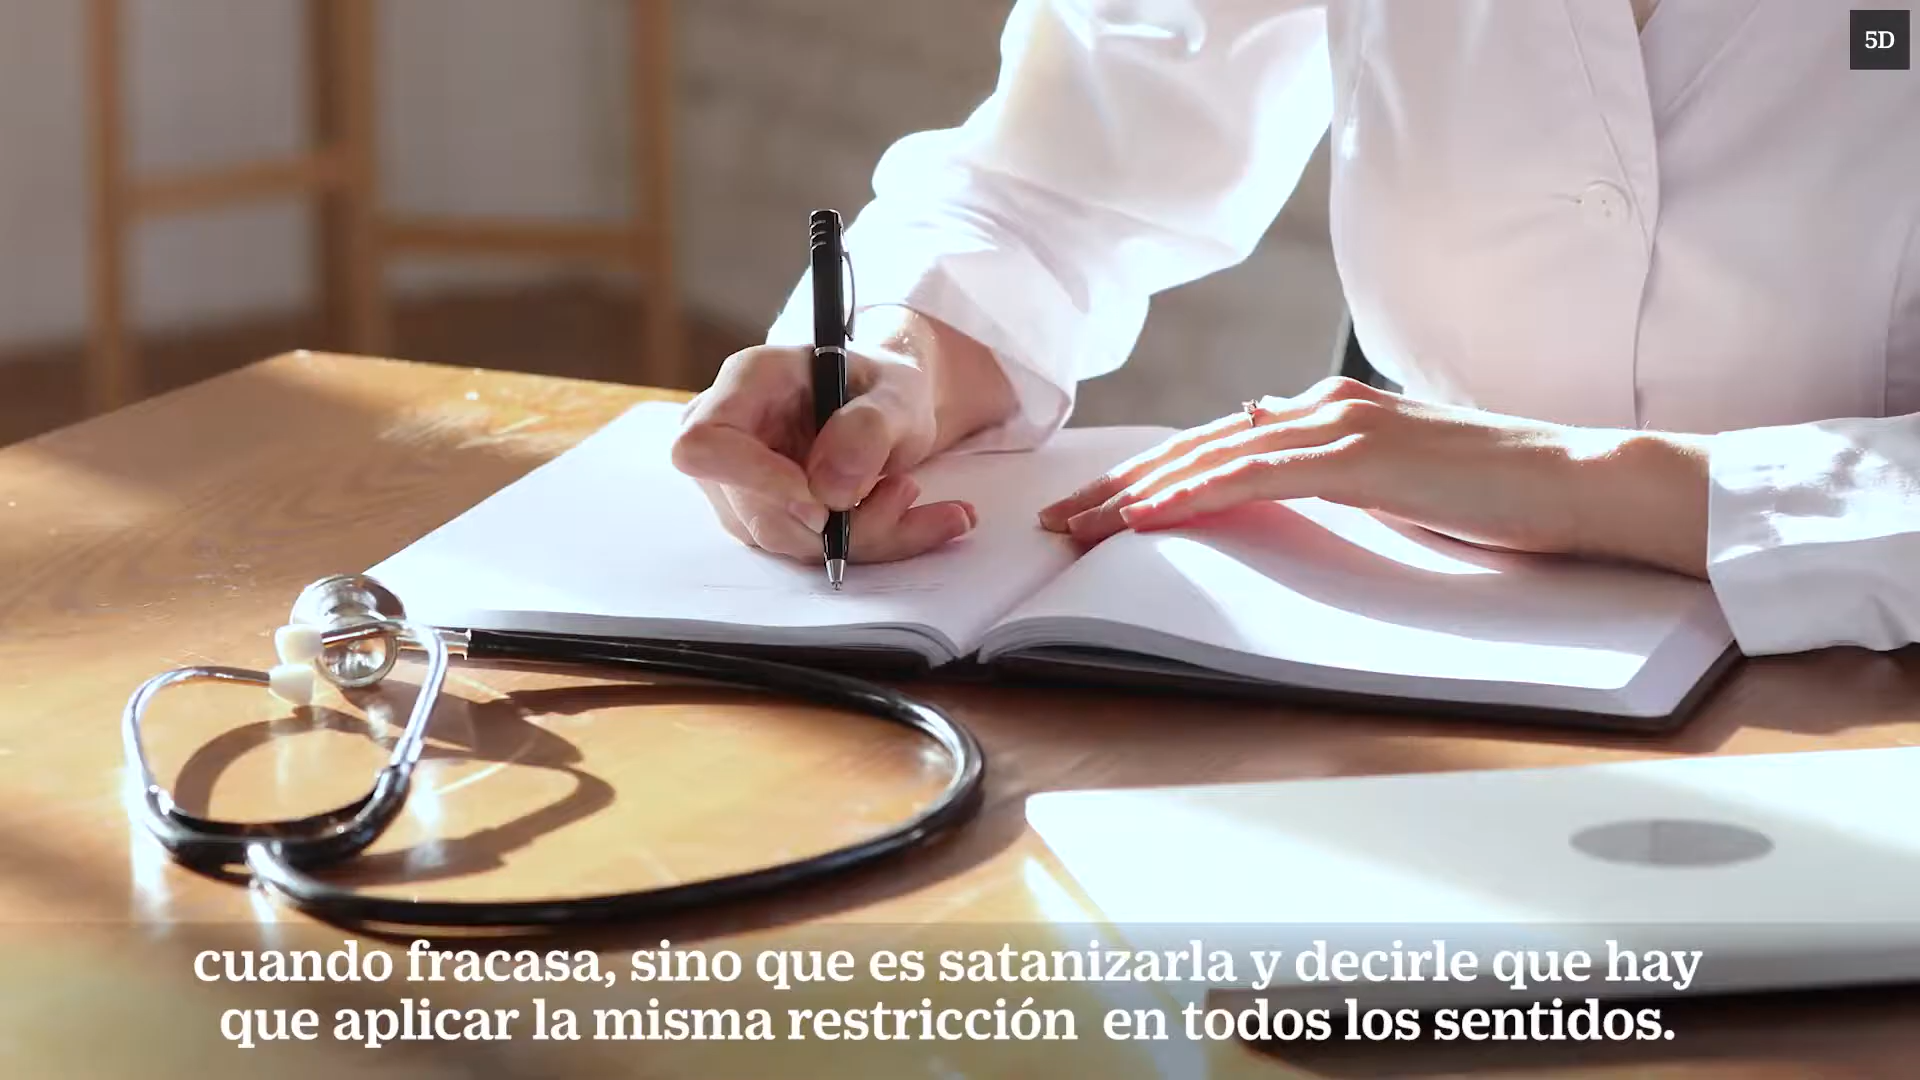 5D
cuando fracasa, sino que es satanizarla y decirle que hay
que aplicar la misma restricción en todos los sentidos.